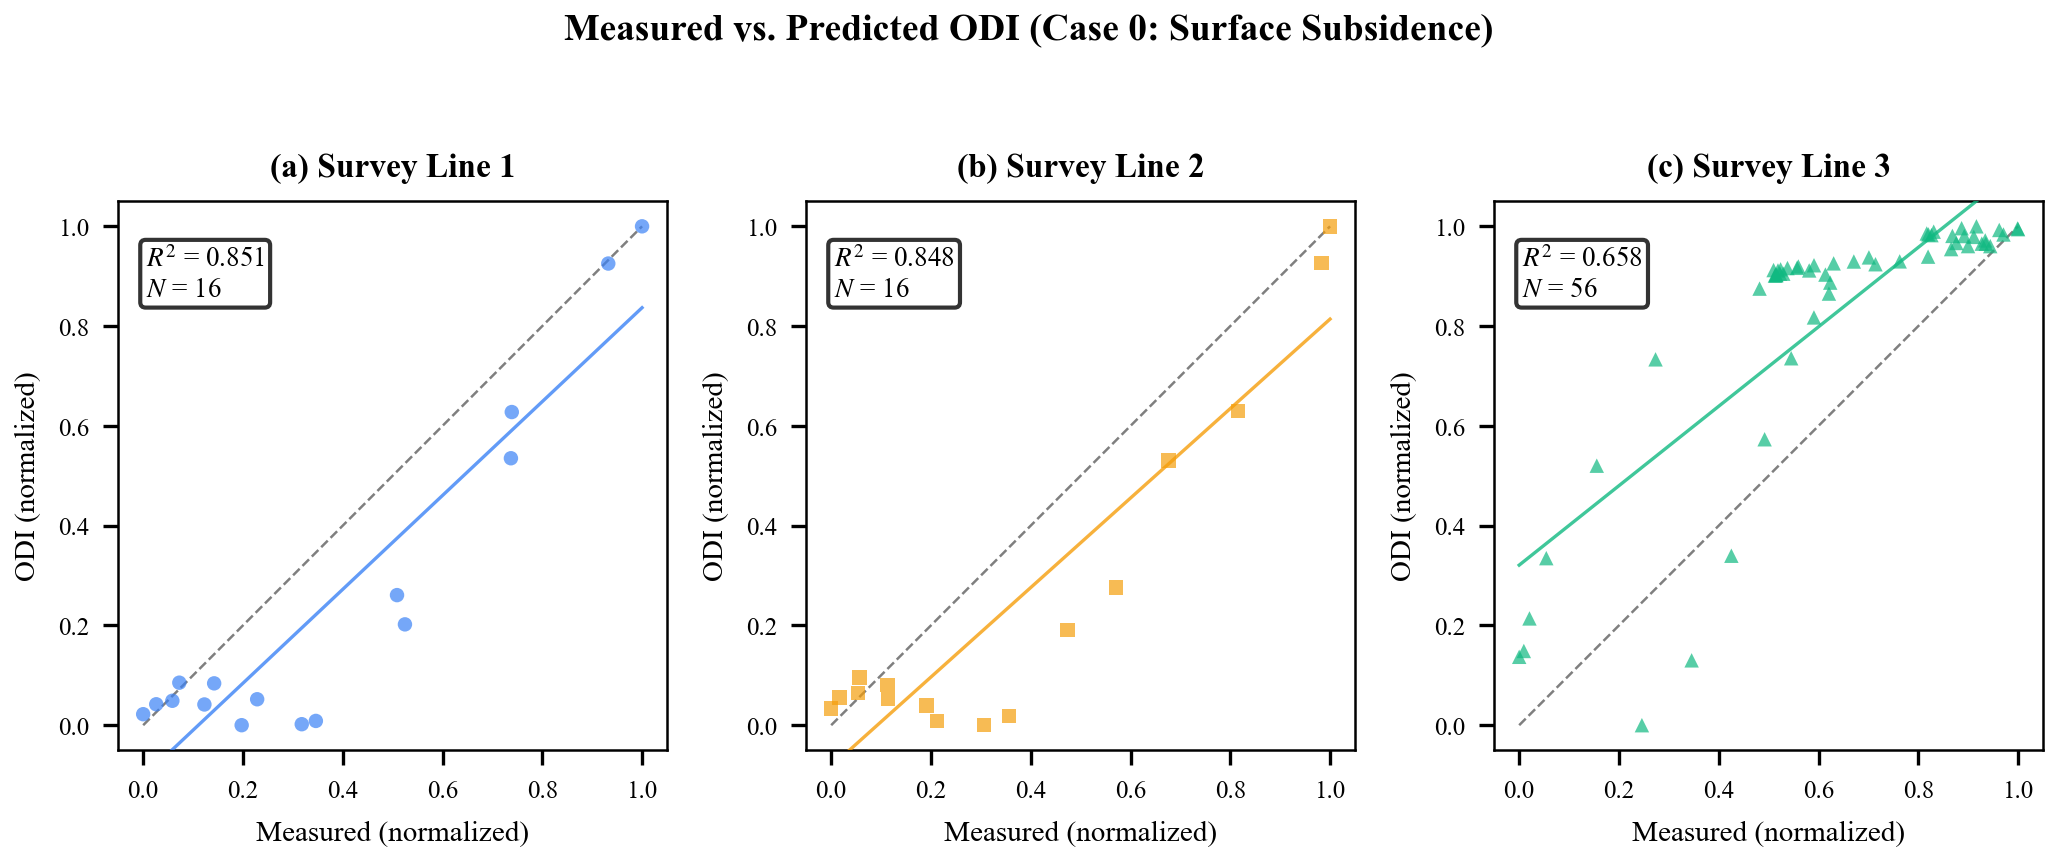 Measured vs. Predicted ODI (Case 0: Surface Subsidence)
(a) Survey Line 1
R² = 0.851
N = 16
ODI (normalized)
1.0
0.8
0.6
0.4
0.2
0.0
0.0 0.2 0.4 0.6 0.8 1.0
Measured (normalized)
(b) Survey Line 2
R² = 0.848
N = 16
ODI (normalized)
1.0
0.8
0.6
0.4
0.2
0.0
0.0 0.2 0.4 0.6 0.8 1.0
Measured (normalized)
(c) Survey Line 3
R² = 0.658
N = 56
ODI (normalized)
1.0
0.8
0.6
0.4
0.2
0.0
0.0 0.2 0.4 0.6 0.8 1.0
Measured (normalized)